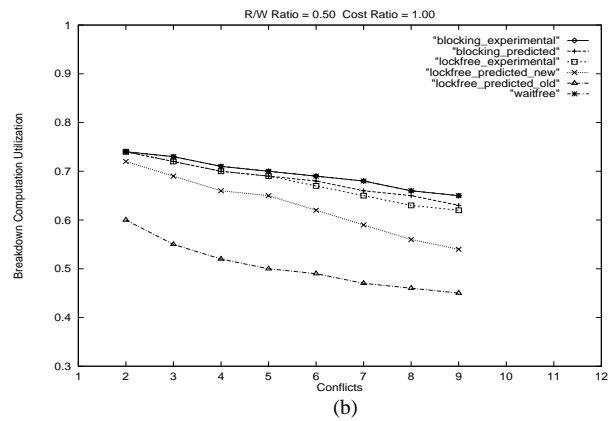 R/W Ratio = 0.50 Cost Ratio = 1.00
"blocking_experimental"
"blocking_predicted"
"lockfree_experimental"
"lockfree_predicted_new"
"lockfree_predicted_old"
"waitfree"
Breakdown Computation Utilization
1
0.9
0.8
0.7
0.6
0.5
0.4
0.3
1 2 3 4 5 6 7 8 9 10 11 12
Conflicts
(b)